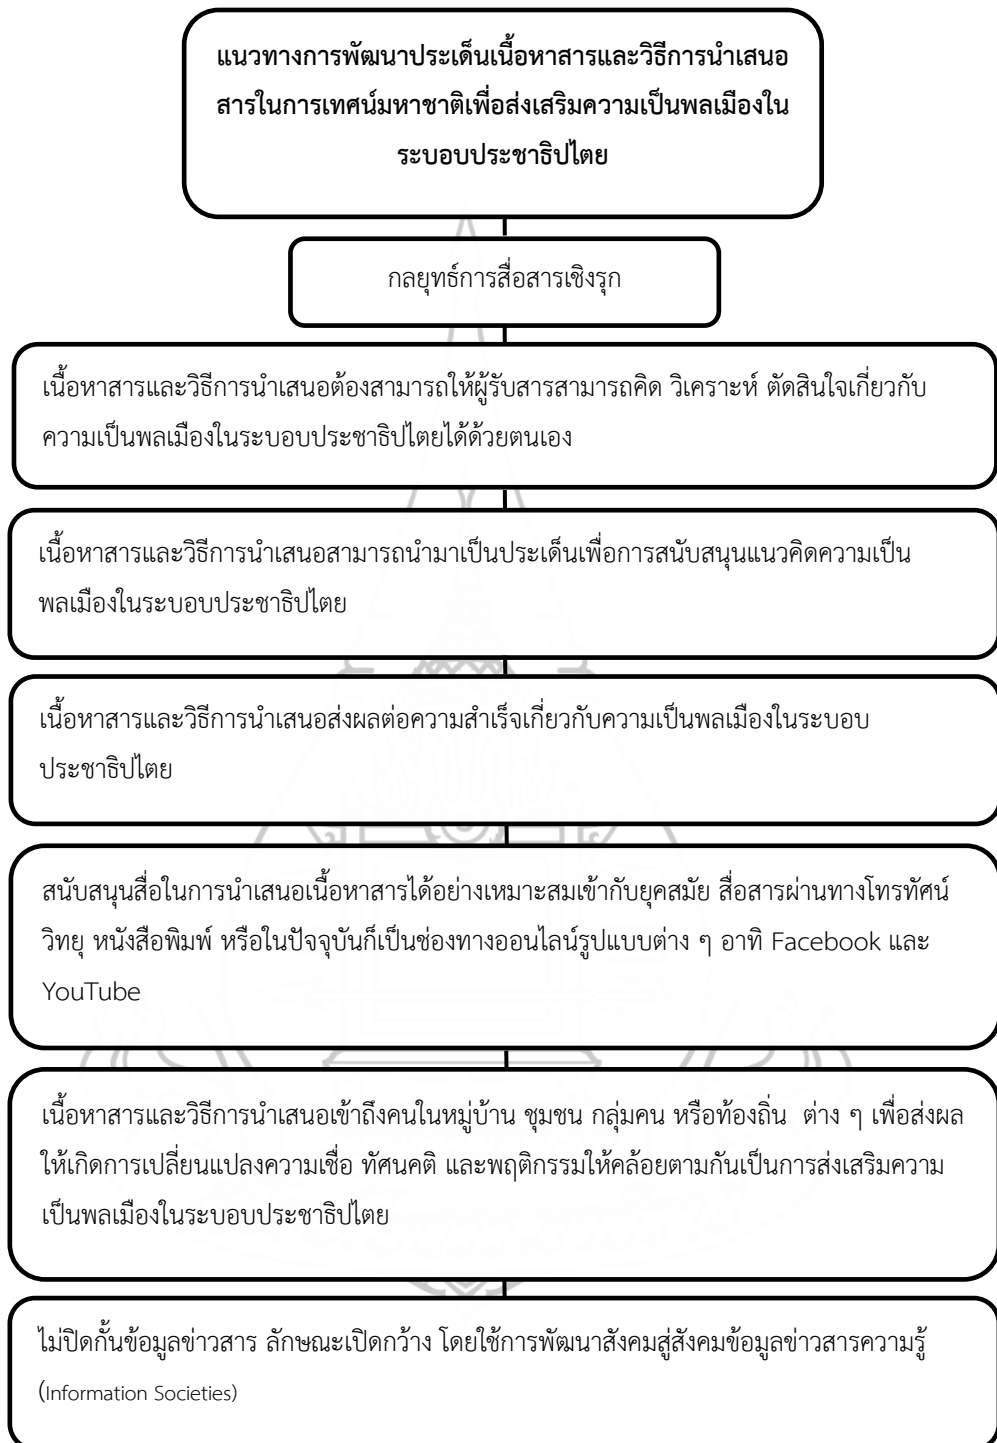 แนวทางการพัฒนาประเด็นเนื้อหาสารและวิธีการนำเสนอ
สารในการเทศน์มหาชาติเพื่อส่งเสริมความเป็นพลเมืองใน
ระบอบประชาธิปไตย
กลยุทธ์การสื่อสารเชิงรุก
เนื้อหาสารและวิธีการนำเสนอต้องสามารถให้ผู้รับสารสามารถคิด วิเคราะห์ ตัดสินใจเกี่ยวกับ
ความเป็นพลเมืองในระบอบประชาธิปไตยได้ด้วยตนเอง
เนื้อหาสารและวิธีการนำเสนอสามารถนำมาเป็นประเด็นเพื่อการสนับสนุนแนวคิดความเป็น
พลเมืองในระบอบประชาธิปไตย
เนื้อหาสารและวิธีการนำเสนอส่งผลต่อความสำเร็จเกี่ยวกับความเป็นพลเมืองในระบอบ
ประชาธิปไตย
สนับสนุนสื่อในการนำเสนอเนื้อหาสารได้อย่างเหมาะสมเข้ากับยุคสมัย สื่อสารผ่านทางโทรทัศน์
วิทยุ หนังสือพิมพ์ หรือในปัจจุบันก็เป็นช่องทางออนไลน์รูปแบบต่าง ๆ อาทิ Facebook และ
YouTube
เนื้อหาสารและวิธีการนำเสนอเข้าถึงคนในหมู่บ้าน ชุมชน กลุ่มคน หรือท้องถิ่น ต่าง ๆ เพื่อส่งผล
ให้เกิดการเปลี่ยนแปลงความเชื่อ ทัศนคติ และพฤติกรรมให้คล้อยตามกันเป็นการส่งเสริมความ
เป็นพลเมืองในระบอบประชาธิปไตย
ไม่ปิดกั้นข้อมูลข่าวสาร ลักษณะเปิดกว้าง โดยใช้การพัฒนาสังคมสู่สังคมข้อมูลข่าวสารความรู้
(Information Societies)